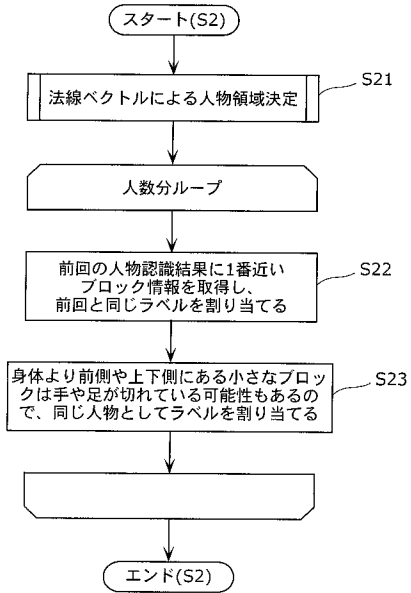 スタート(S2)
S21
法線ベクトルによる人物領域決定
人数分ループ
前回の人物認識結果に1番近い
ブロック情報を取得し、
前回と同じラベルを割り当てる
S22
身体より前側や上下側にある小さなブロッ
クは手や足が切れている可能性もあるの
で、同じ人物としてラベルを割り当てる
S23
エンド(S2)